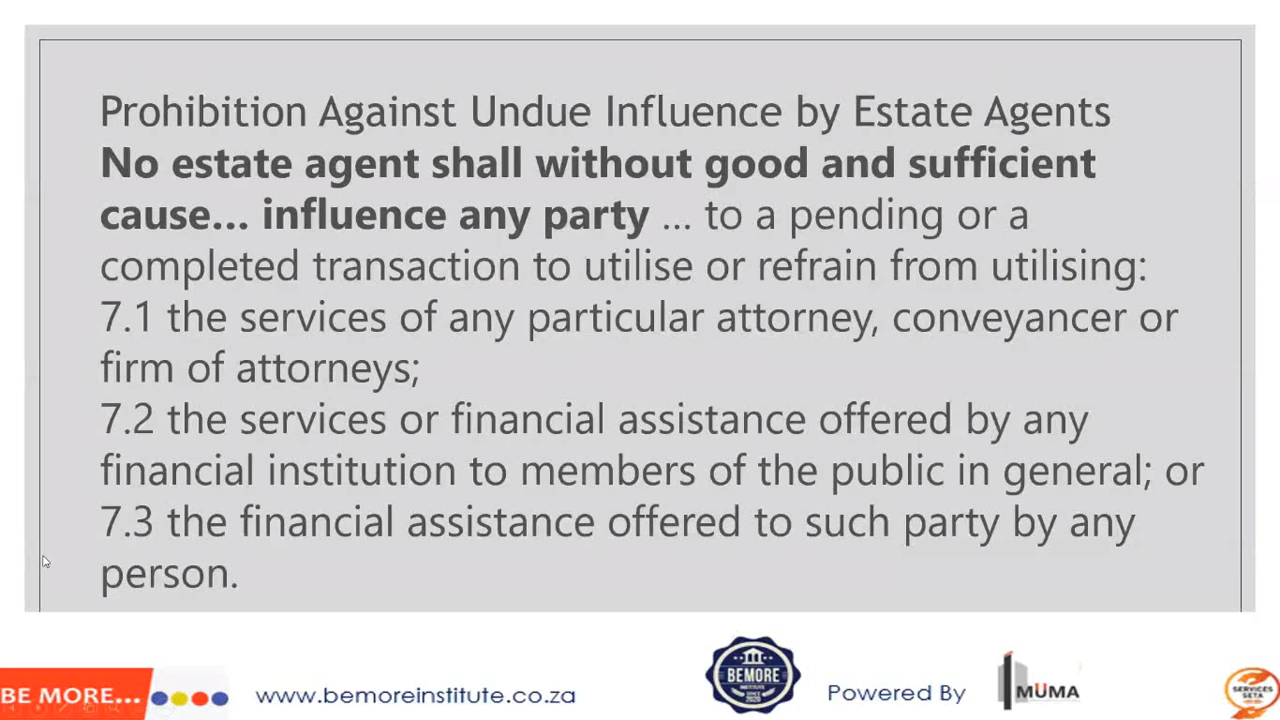 Prohibition Against Undue Influence by Estate Agents
No estate agent shall without good and sufficient
cause... influence any party ... to a pending or a
completed transaction to utilise or refrain from utilising:
7.1 the services of any particular attorney, conveyancer or
firm of attorneys;
7.2 the services or financial assistance offered by any
financial institution to members of the public in general; or
7.3 the financial assistance offered to such party by any
person.
BE MORE...
www.bemoreinstitute.co.za
BEMORE
INSTITUTE
Powered By
MUMA
SERVICES
SETA